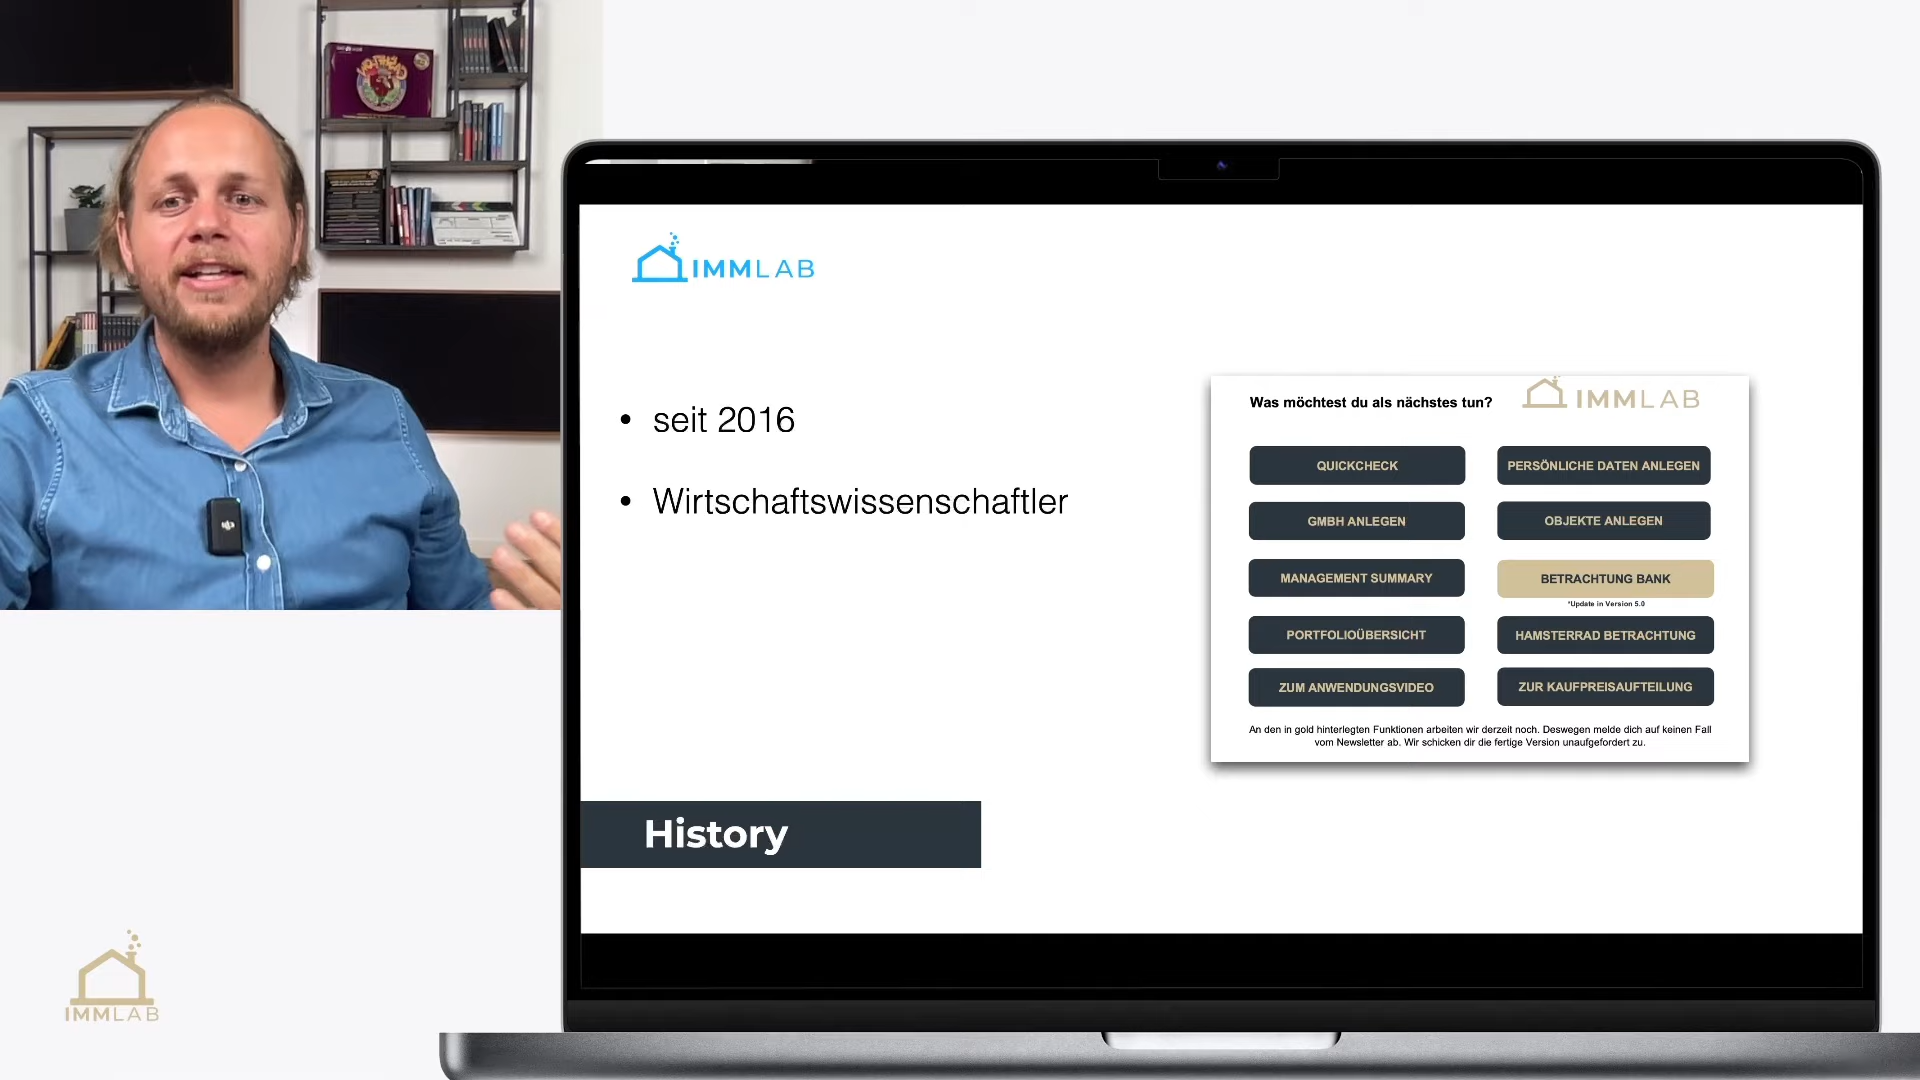 CASHFLOW
IMMLAB
• seit 2016
• Wirtschaftswissenschaftler
History
Was möchtest du als nächstes tun?
IMMLAB
QUICKCHECK
PERSÖNLICHE DATEN ANLEGEN
GMBH ANLEGEN
OBJEKTE ANLEGEN
MANAGEMENT SUMMARY
BETRACHTUNG BANK
*Update in Version 5.0
PORTFOLIOÜBERSICHT
HAMSTERRAD BETRACHTUNG
ZUM ANWENDUNGSVIDEO
ZUR KAUFPREISAUFTEILUNG
An den in gold hinterlegten Funktionen arbeiten wir derzeit noch. Deswegen melde dich auf keinen Fall
vom Newsletter ab. Wir schicken dir die fertige Version unaufgefordert zu.
IMMLAB